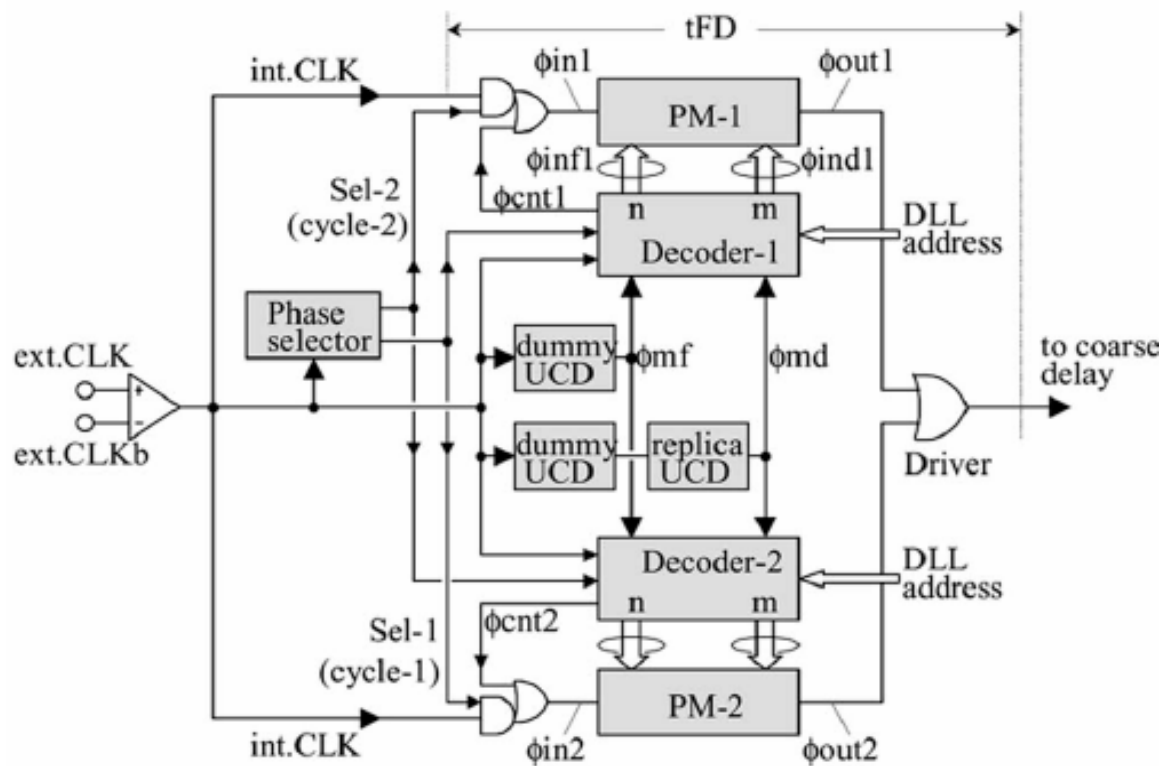 tFD
int.CLK
ϕin1
ϕout1
PM-1
ϕinf1
ϕind1
Sel-2
(cycle-2)
ϕcnt1
n
m
Decoder-1
DLL
address
Phase
selector
dummy
UCD
ϕmf
ϕmd
ext.CLK
+
-
ext.CLKb
to coarse
delay
dummy
UCD
replica
UCD
Driver
Decoder-2
n
m
DLL
address
Sel-1
(cycle-1)
ϕcnt2
PM-2
int.CLK
ϕin2
ϕout2